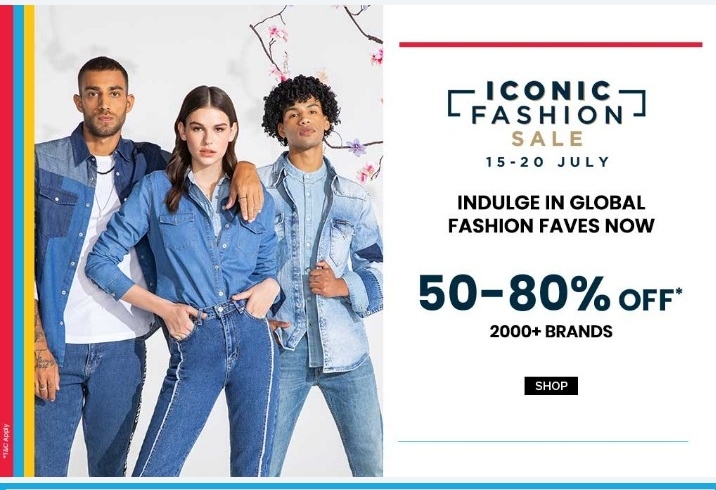 ICONIC
FASHION
SALE
15-20 JULY
INDULGE IN GLOBAL
FASHION FAVES NOW
50-80% OFF*
2000+ BRANDS
SHOP
*T&C Apply